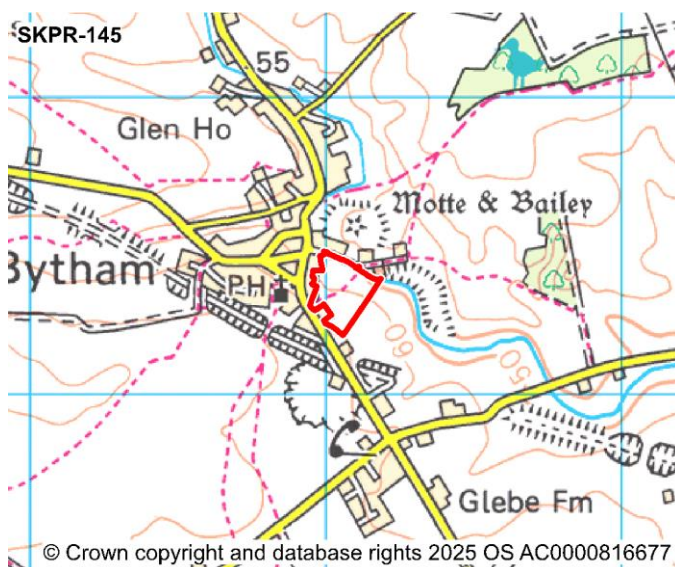 SKPR-145
55
Glen Ho
Motte & Bailey
Bytham
PH
60
50
Glebe Fm
© Crown copyright and database rights 2025 OS AC0000816677